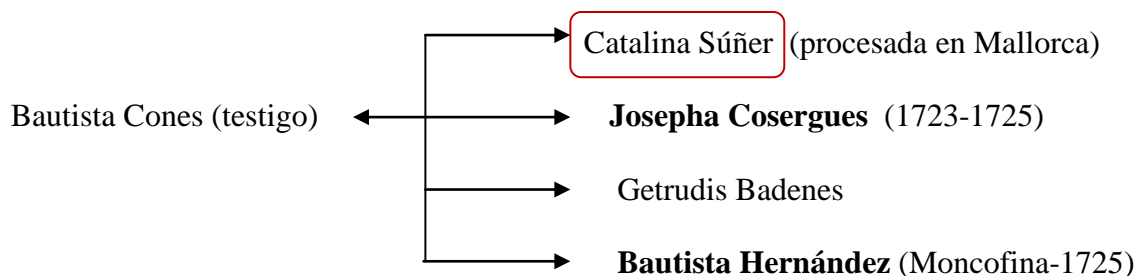 Catalina Súñer (procesada en Mallorca)
Bautista Cones (testigo)
Josepha Cosergues (1723-1725)
Getrudis Badenes
Bautista Hernández (Moncofina-1725)